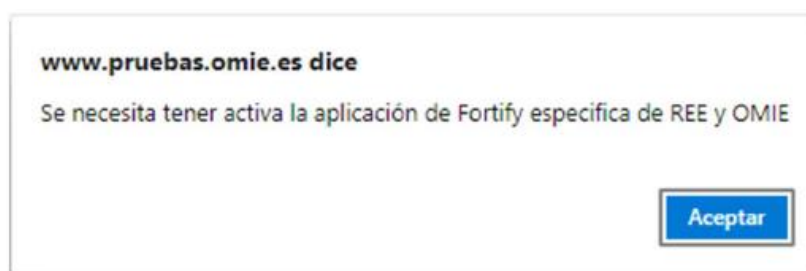 www.pruebas.omie.es dice
Se necesita tener activa la aplicación de Fortify especifica de REE y OMIE
Aceptar